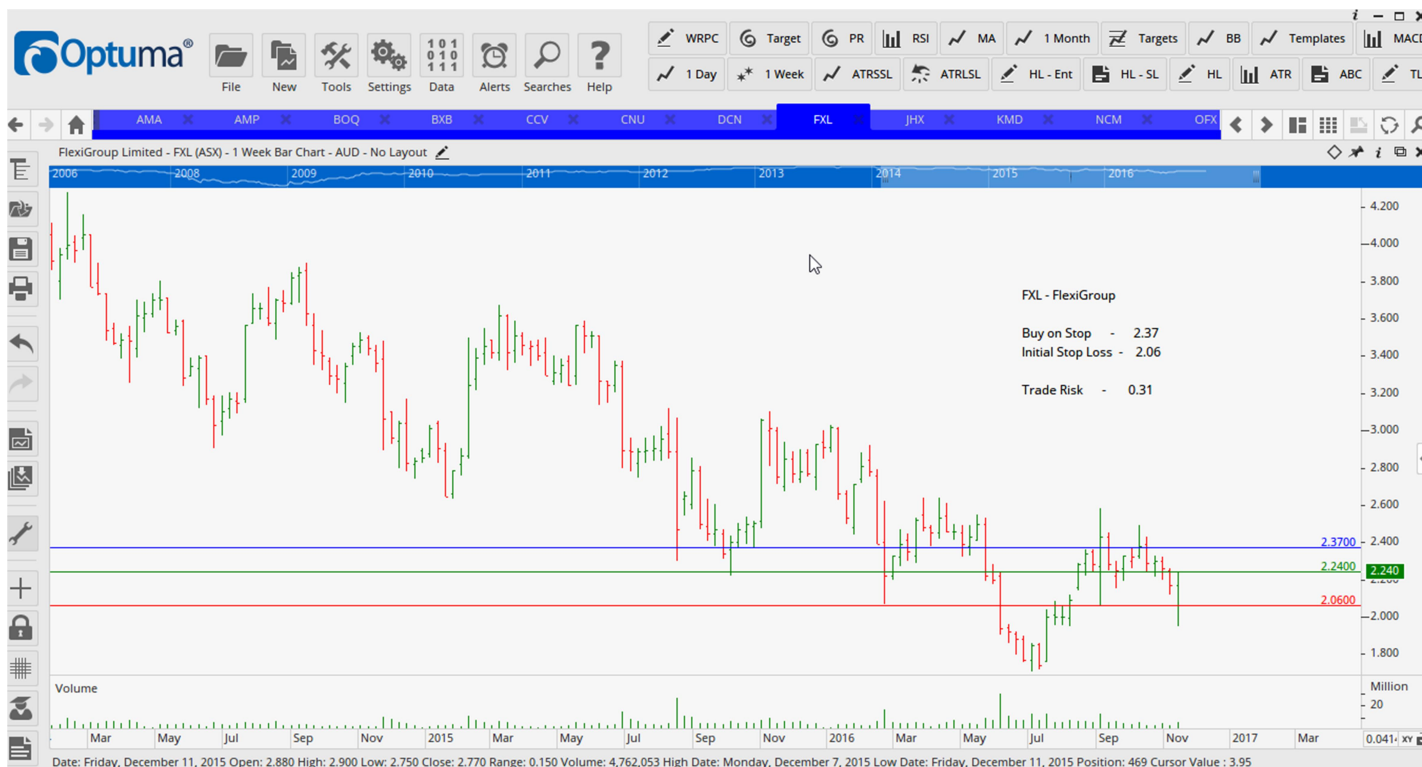 Optuma®
File New Tools Settings Data Alerts Searches Help
WRPC Target PR RSI MA 1 Month Targets BB Templates MACD
1 Day 1 Week ATRSSL ATRLSL HL - Ent HL - SL HL ATR ABC TL
AMA AMP BOQ BXB CCV CNU DCN FXL JHX KMD NCM OFX
FlexiGroup Limited - FXL (ASX) - 1 Week Bar Chart - AUD - No Layout
2006 2008 2009 2010 2011 2012 2013 2014 2015 2016
4.200
4.000
3.800
FXL - FlexiGroup
3.600
Buy on Stop - 2.37
Initial Stop Loss - 2.06
3.400
Trade Risk - 0.31
3.200
3.000
2.800
2.600
2.3700 2.400
2.2400 2.240
2.0600
2.000
1.800
Volume Million
20
Mar May Jul Sep Nov 2015 Mar May Jul Sep Nov 2016 Mar May Jul Sep Nov 2017 Mar 0.041 XY
Date: Friday, December 11, 2015 Open: 2.880 High: 2.900 Low: 2.750 Close: 2.770 Range: 0.150 Volume: 4,762,053 High Date: Monday, December 7, 2015 Low Date: Friday, December 11, 2015 Position: 469 Cursor Value : 3.95